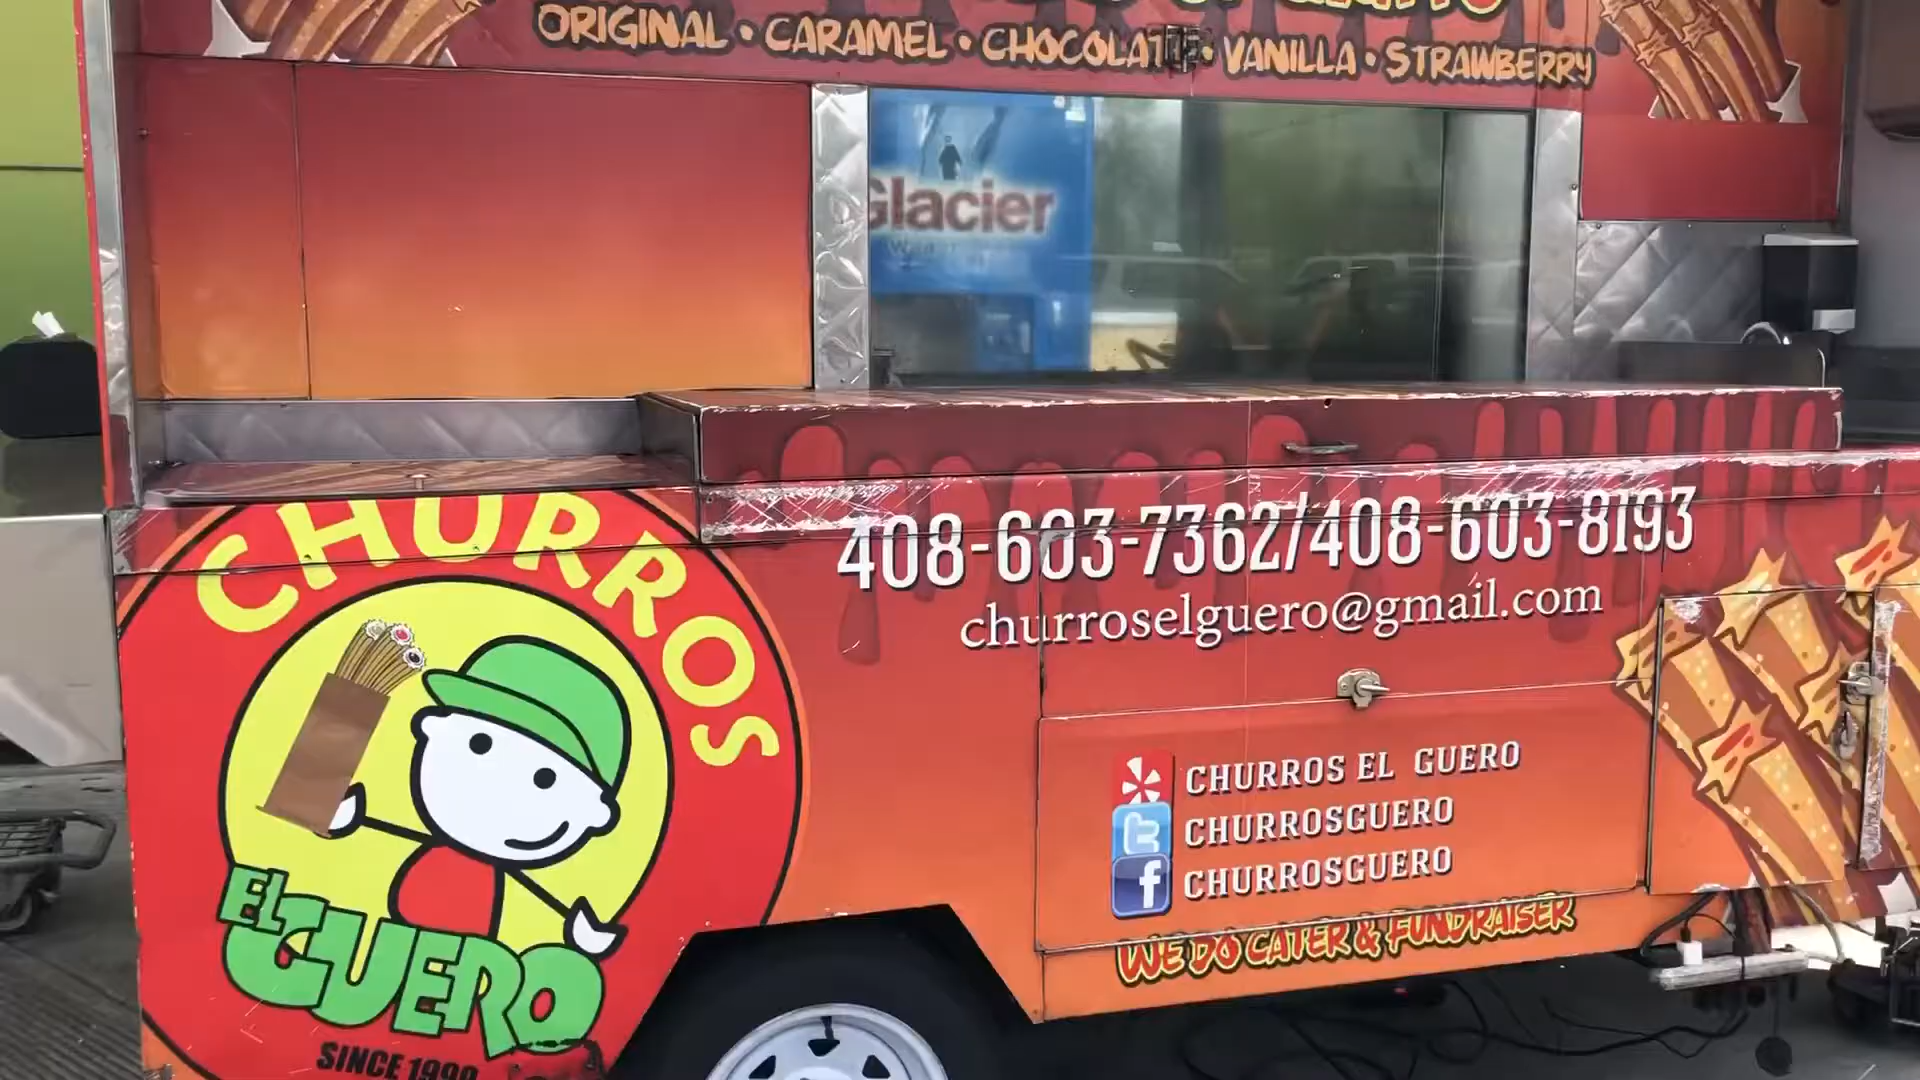 ORIGINAL • CARAMEL • CHOCOLATE • VANILLA • STRAWBERRY
Glacier
408-603-7362/408-603-8193
churroselguero@gmail.com
CHURROS
EL GUERO
SINCE 1990
CHURROS EL GUERO
CHURROSGUERO
CHURROSGUERO
WE DO CATER & FUNDRAISER